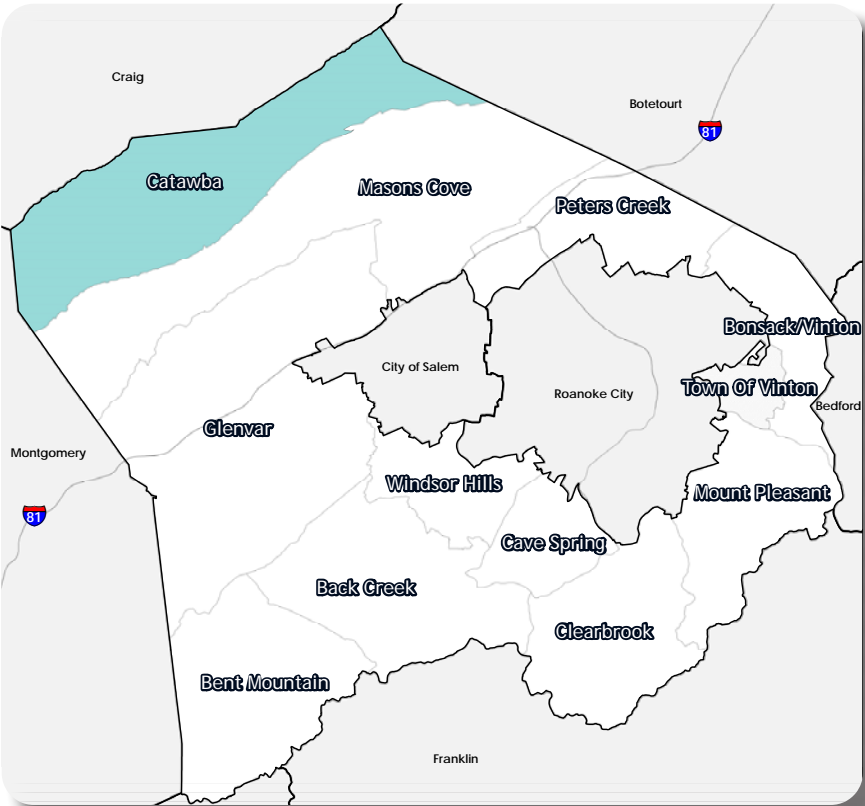 Craig
Botetourt
81
Catawba
Masons Cove
Peters Creek
Bonsack/Vinton
City of Salem
Roanoke City
Town Of Vinton
Bedford
Glenvar
Montgomery
Windsor Hills
Mount Pleasant
81
Cave Spring
Back Creek
Clearbrook
Bent Mountain
Franklin